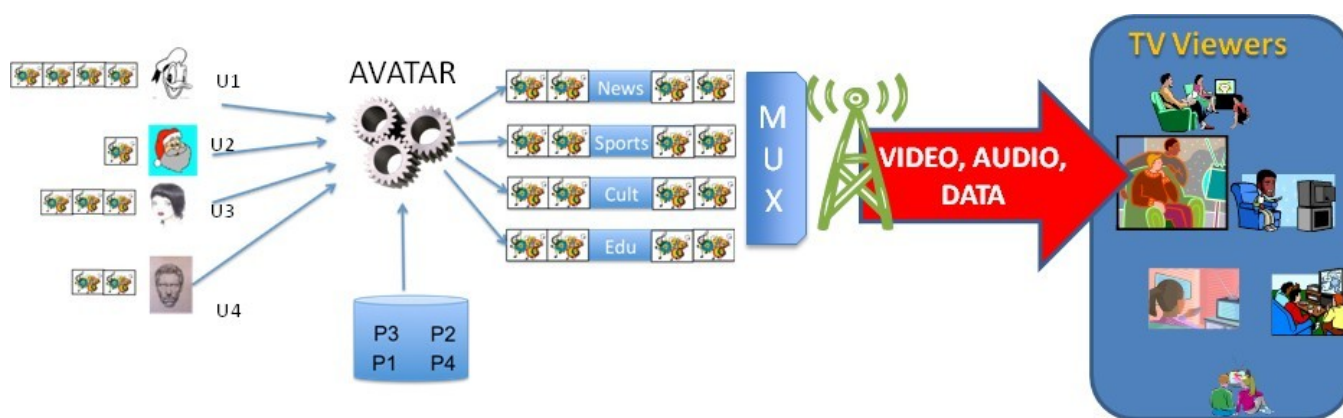 TV Viewers
AVATAR
U1
U2
U3
U4
News
Sports
Cult
Edu
M
U
X
VIDEO, AUDIO,
DATA
P3 P2
P1 P4